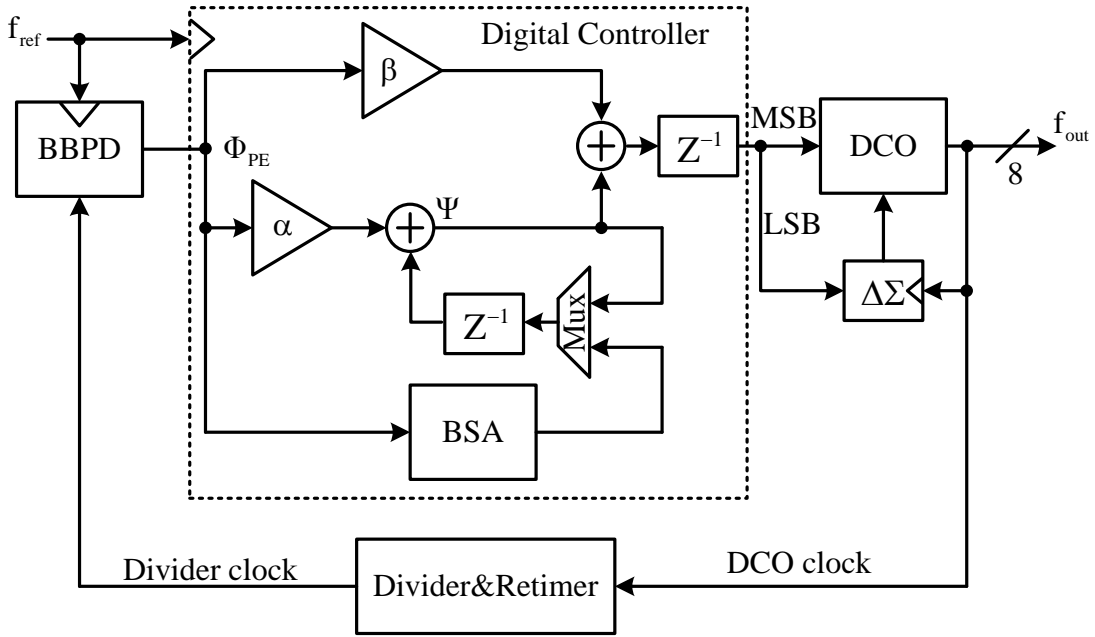 f_ref
Digital Controller
β
BBPD
Φ_PE
Z⁻¹
MSB
DCO
f_out
8
α
Ψ
LSB
ΔΣ
Z⁻¹
Mux
BSA
Divider clock
Divider&Retimer
DCO clock